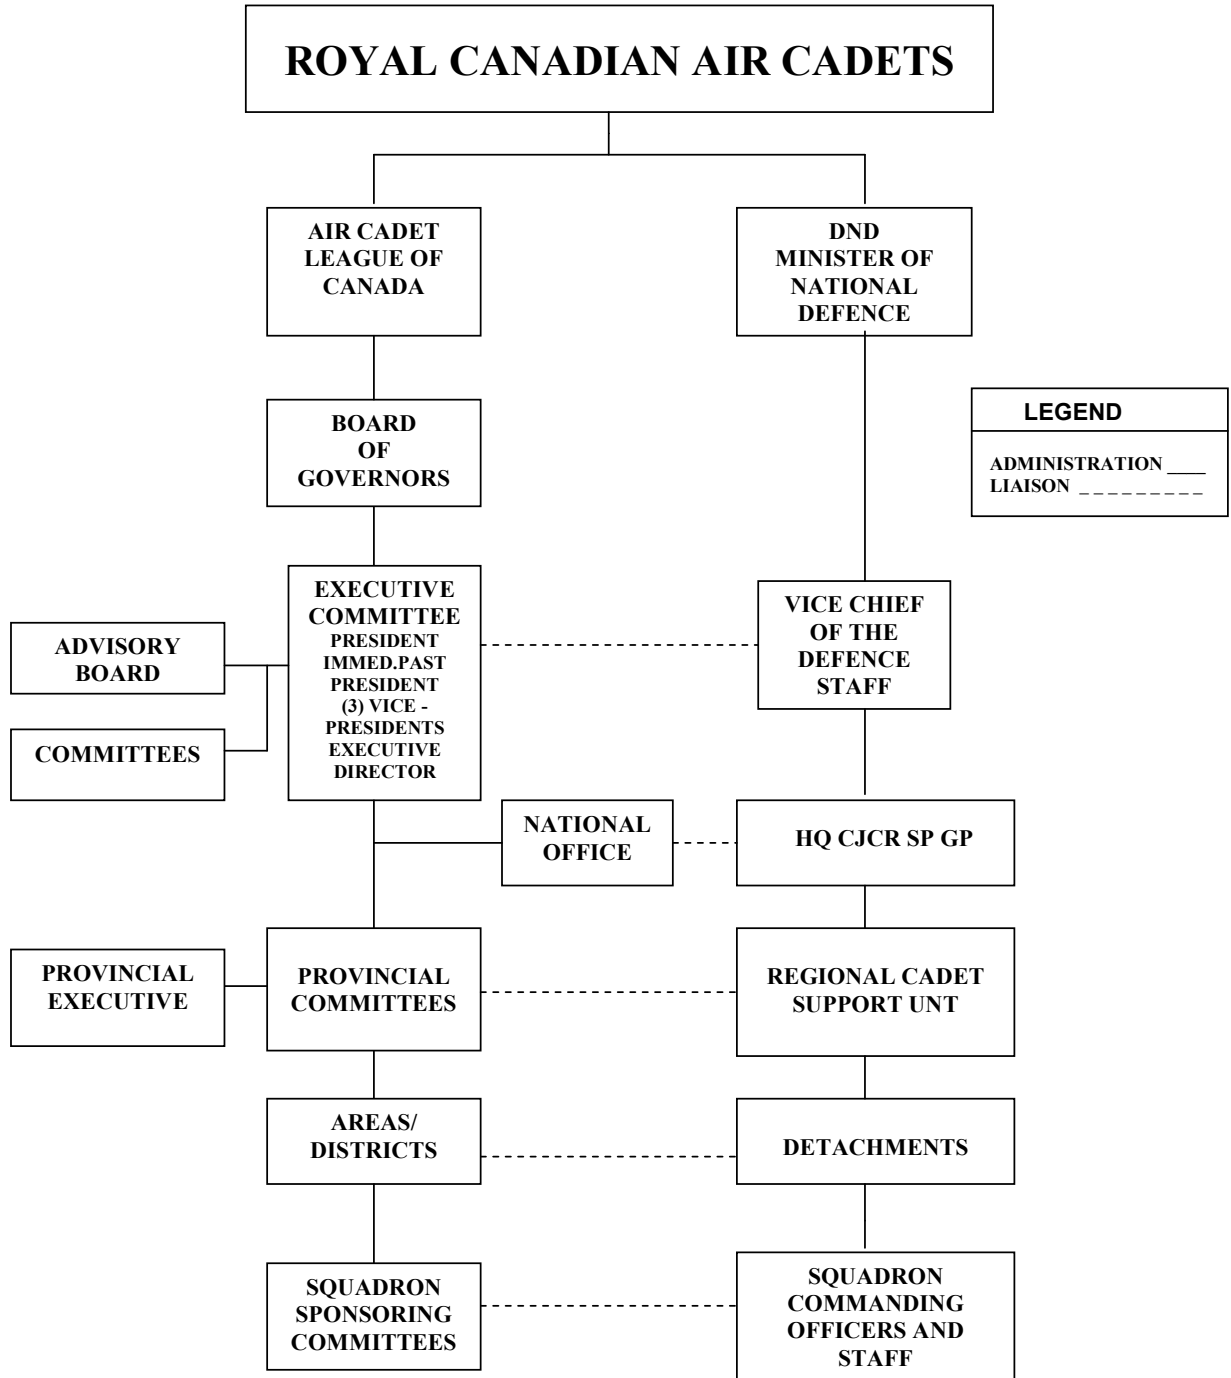 ROYAL CANADIAN AIR CADETS
AIR CADET
LEAGUE OF
CANADA
DND
MINISTER OF
NATIONAL
DEFENCE
BOARD
OF
GOVERNORS
LEGEND
ADMINISTRATION ____
LIAISON _ _ _ _ _ _ _ _ _
EXECUTIVE
COMMITTEE
PRESIDENT
IMMED.PAST
PRESIDENT
(3) VICE -
PRESIDENTS
EXECUTIVE
DIRECTOR
VICE CHIEF
OF THE
DEFENCE
STAFF
ADVISORY
BOARD
COMMITTEES
NATIONAL
OFFICE
HQ CJCR SP GP
PROVINCIAL
EXECUTIVE
PROVINCIAL
COMMITTEES
REGIONAL CADET
SUPPORT UNT
AREAS/
DISTRICTS
DETACHMENTS
SQUADRON
SPONSORING
COMMITTEES
SQUADRON
COMMANDING
OFFICERS AND
STAFF